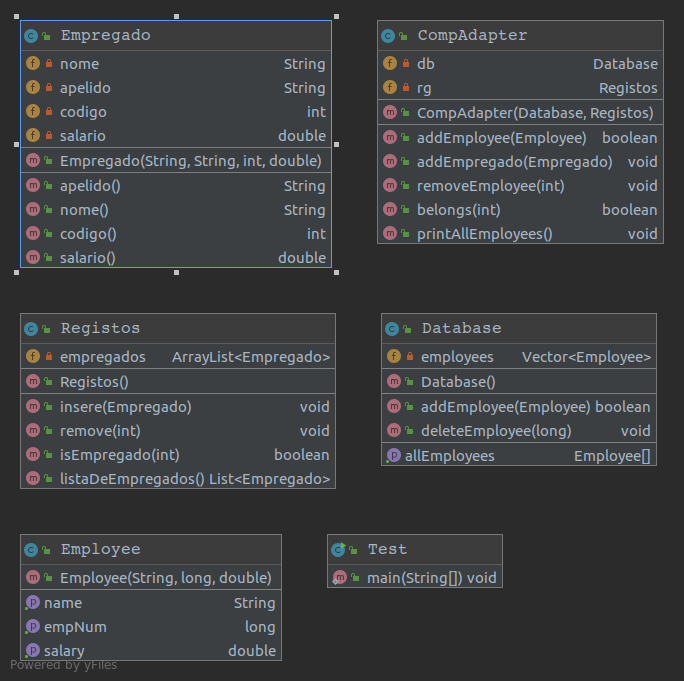 Empregado
nome String
apelido String
codigo int
salario double
Empregado(String, String, int, double)
apelido() String
nome() String
codigo() int
salario() double
CompAdapter
db Database
rg Registos
CompAdapter(Database, Registos)
addEmployee(Employee) boolean
addEmpregado(Empregado) void
removeEmployee(int) void
belongs(int) boolean
printAllEmployees() void
Registos
empregados ArrayList<Empregado>
Registos()
insere(Empregado) void
remove(int) void
isEmpregado(int) boolean
listaDeEmpregados() List<Empregado>
Database
employees Vector<Employee>
Database()
addEmployee(Employee) boolean
deleteEmployee(long) void
allEmployees Employee[]
Employee
Employee(String, long, double)
name String
empNum long
salary double
Test
main(String[]) void
Powered by yFiles